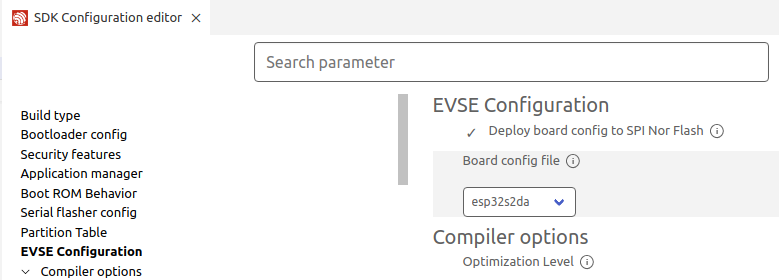 SDK Configuration editor
Search parameter
Build type
Bootloader config
Security features
Application manager
Boot ROM Behavior
Serial flasher config
Partition Table
EVSE Configuration
Compiler options
EVSE Configuration
Deploy board config to SPI Nor Flash
Board config file
esp32s2da
Compiler options
Optimization Level